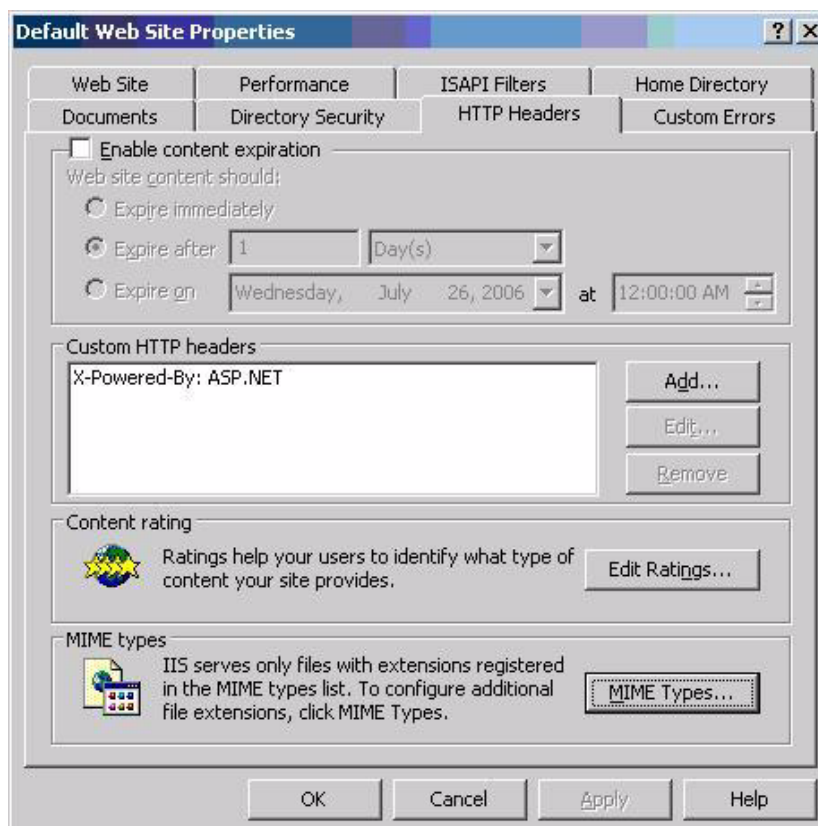 Default Web Site Properties
Web Site Performance ISAPI Filters Home Directory
Documents Directory Security HTTP Headers Custom Errors
Enable content expiration
Web site content should:
Expire immediately
Expire after 1 Day(s)
Expire on Wednesday, July 26, 2006 at 12:00:00 AM
Custom HTTP headers
X-Powered-By: ASP.NET
Add...
Edit...
Remove
Content rating
Ratings help your users to identify what type of
content your site provides.
Edit Ratings...
MIME types
IIS serves only files with extensions registered
in the MIME types list. To configure additional
file extensions, click MIME Types.
MIME Types...
OK Cancel Apply Help